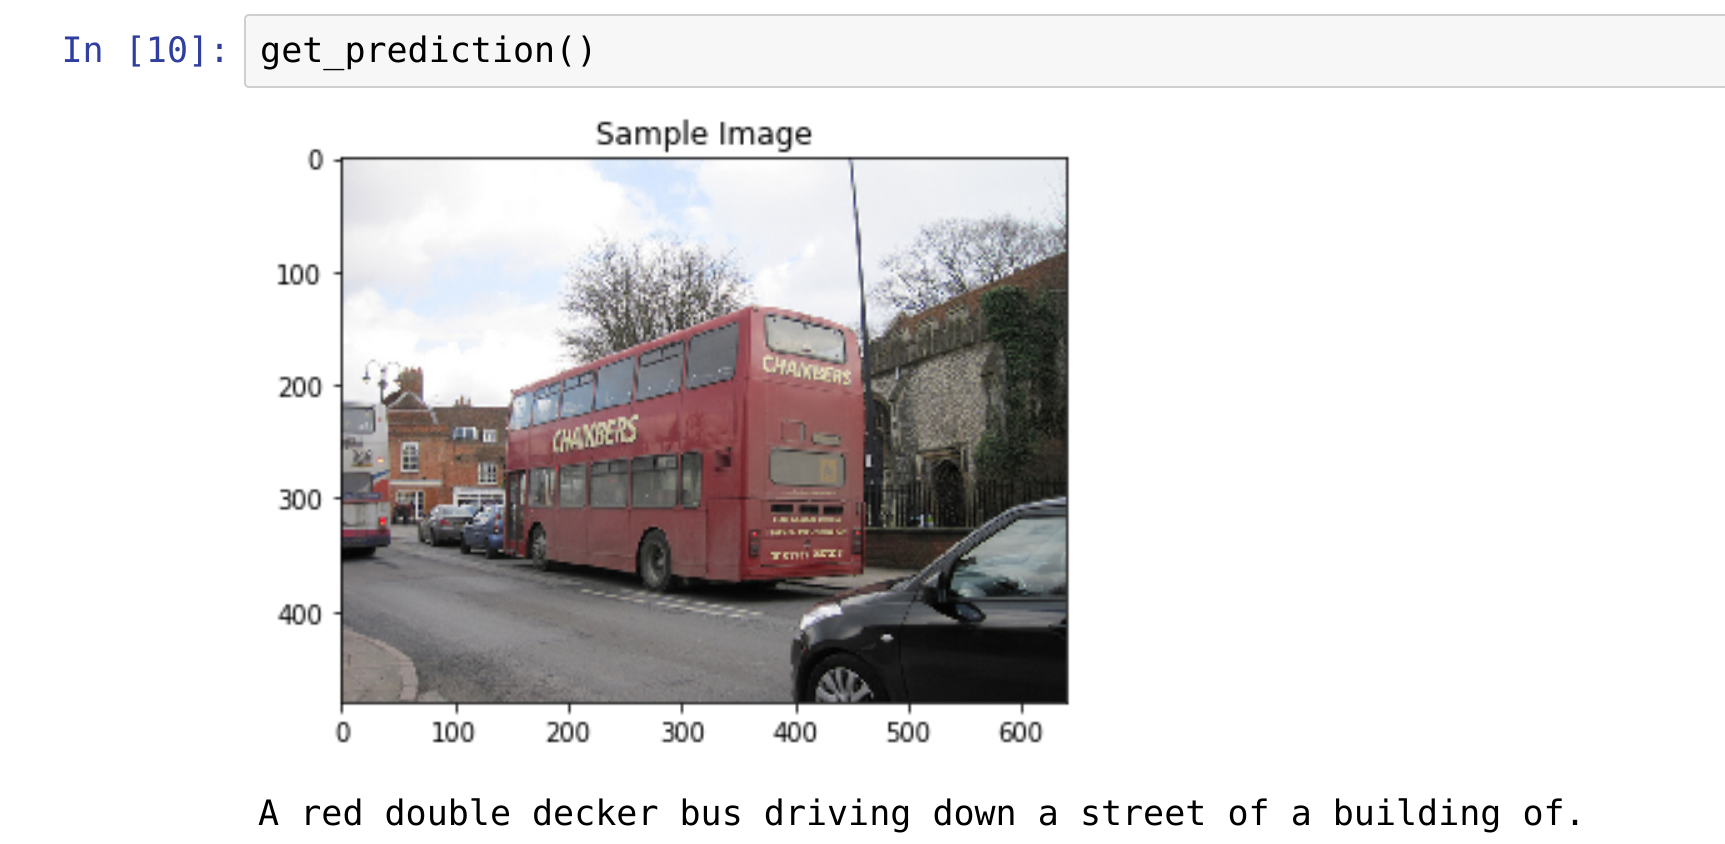 In [10]: get_prediction()
Sample Image
0
100
200
300
400
CHAMBERS
CHAMBERS
0 100 200 300 400 500 600
A red double decker bus driving down a street of a building of.